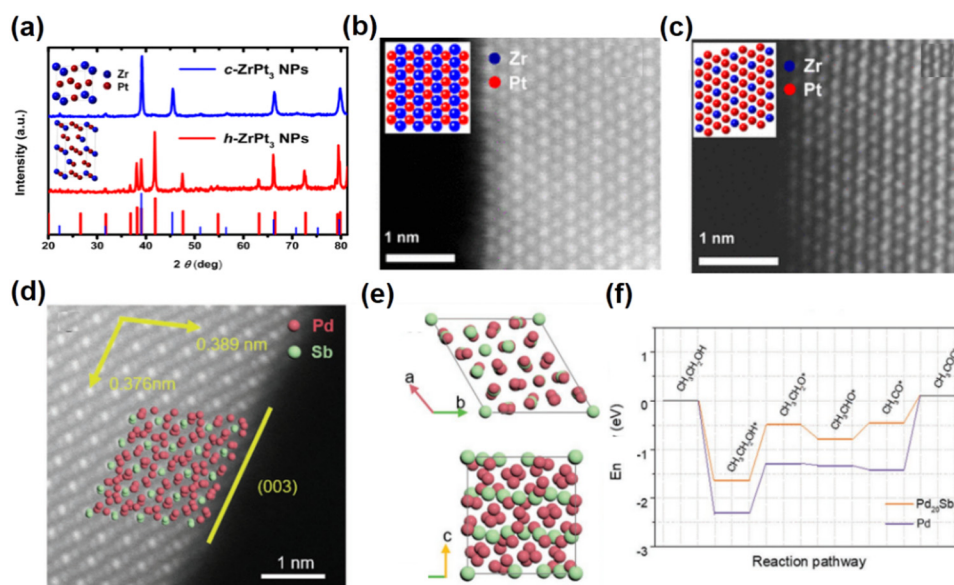 (a)
Intensity (a.u.)
Zr
Pt
c-ZrPt₃ NPs
h-ZrPt₃ NPs
20 30 40 50 60 70 80
2 θ (deg)
(b)
Zr
Pt
1 nm
(c)
Zr
Pt
1 nm
(d)
Pd
Sb
0.389 nm
0.376nm
(003)
1 nm
(e)
a
b
c
(f)
1
0
-1
-2
-3
(eV)
En
CH₃CH₂OH
CH₃CH₂OH*
CH₃CH₂O*
CH₃CHO*
CH₃CO*
Pd
Reaction pathway